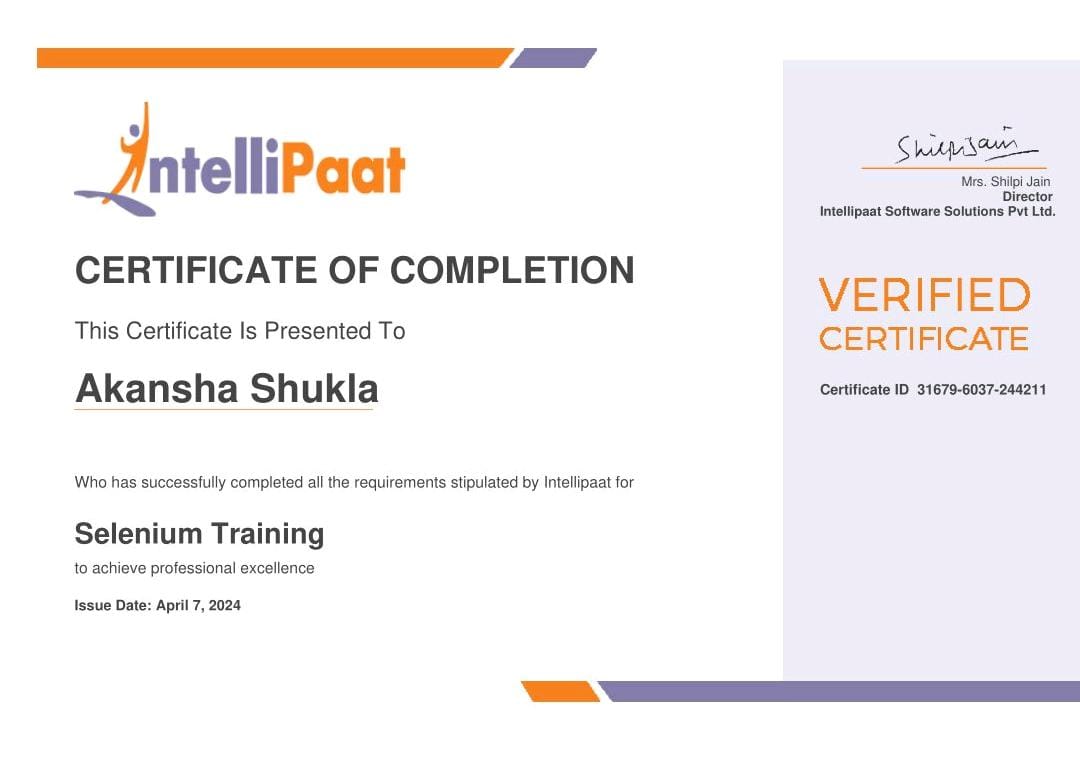 IntelliPaat
CERTIFICATE OF COMPLETION
This Certificate Is Presented To
Akansha Shukla
Who has successfully completed all the requirements stipulated by Intellipaat for
Selenium Training
to achieve professional excellence
Issue Date: April 7, 2024
Shilpi Jain
Mrs. Shilpi Jain
Director
Intellipaat Software Solutions Pvt Ltd.
VERIFIED
CERTIFICATE
Certificate ID 31679-6037-244211